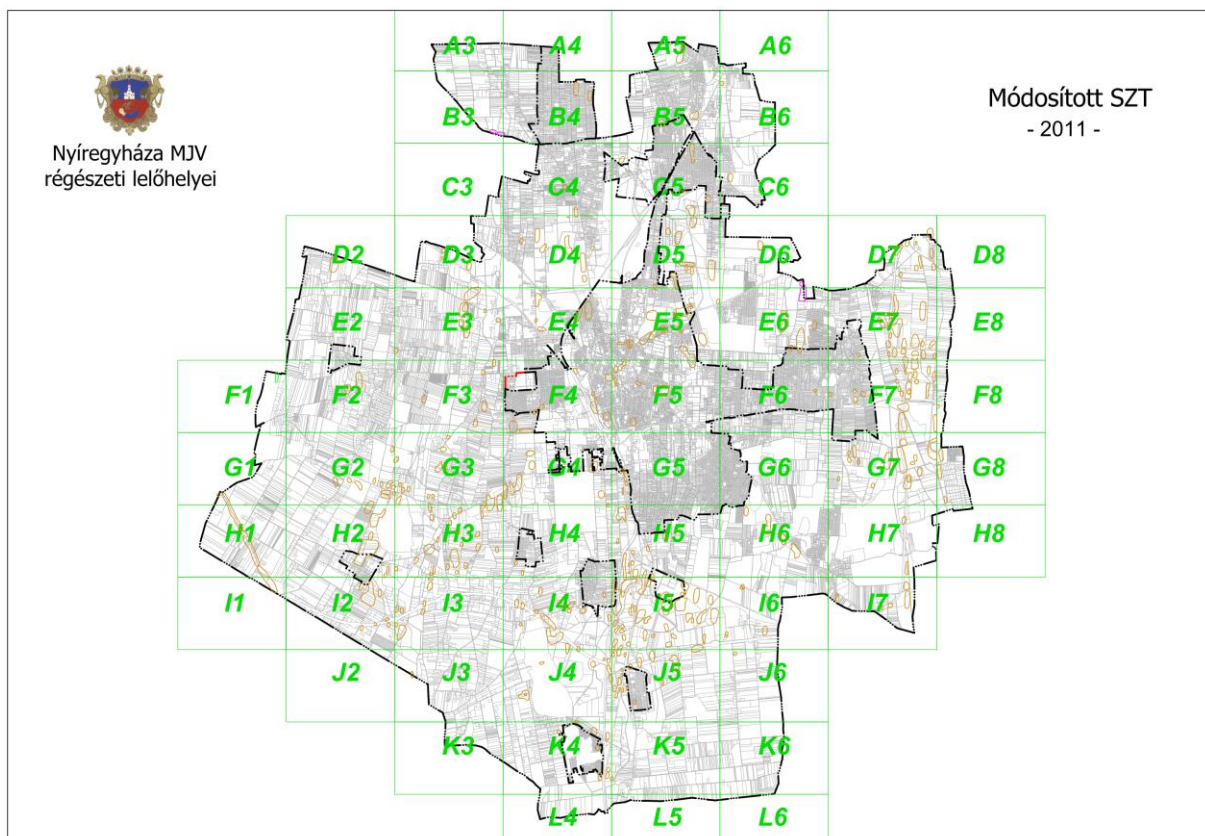 Nyíregyháza MJV
régészeti lelőhelyei
Módosított SZT
- 2011 -
A3 A4 A5 A6
B3 B4 B5 B6
C3 C4 C5 C6
D2 D3 D4 D5 D6 D7 D8
E2 E3 E4 E5 E6 E7 E8
F1 F2 F3 F4 F5 F6 F7 F8
G1 G2 G3 G4 G5 G6 G7 G8
H1 H2 H3 H4 H5 H6 H7 H8
I1 I2 I3 I4 I5 I6 I7
J2 J3 J4 J5 J6
K3 K4 K5 K6
L4 L5 L6